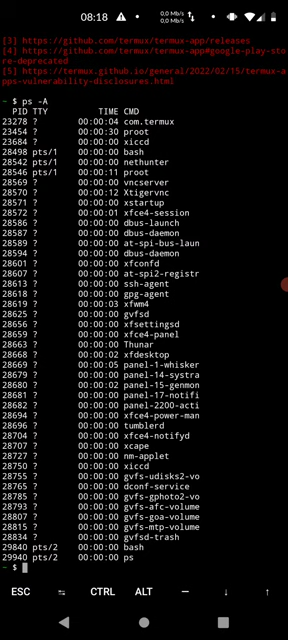 08:18
0,0 Mb/s
0,0 Mb/s
[3] https://github.com/termux/termux-app/releases
[4] https://github.com/termux/termux-app#google-play-sto
re-deprecated
[5] https://termux.github.io/general/2022/02/15/termux-a
pps-vulnerability-disclosures.html
~ $ ps -A
PID TTY TIME CMD
23278 ? 00:00:04 com.termux
23454 ? 00:00:30 proot
23684 ? 00:00:00 xiccd
28498 pts/1 00:00:00 bash
28542 pts/1 00:00:00 nethunter
28546 pts/1 00:00:11 proot
28569 ? 00:00:00 vncserver
28570 ? 00:00:12 Xtigervnc
28571 ? 00:00:00 xstartup
28572 ? 00:00:01 xfce4-session
28586 ? 00:00:00 dbus-launch
28587 ? 00:00:00 dbus-daemon
28589 ? 00:00:00 at-spi-bus-laun
28594 ? 00:00:00 dbus-daemon
28601 ? 00:00:00 xfconfd
28607 ? 00:00:00 at-spi2-registr
28613 ? 00:00:00 ssh-agent
28618 ? 00:00:00 gpg-agent
28619 ? 00:00:03 xfwm4
28625 ? 00:00:00 gvfsd
28656 ? 00:00:00 xfsettingsd
28659 ? 00:00:00 xfce4-panel
28663 ? 00:00:00 Thunar
28668 ? 00:00:02 xfdesktop
28669 ? 00:00:05 panel-1-whisker
28679 ? 00:00:00 panel-14-systra
28680 ? 00:00:02 panel-15-genmon
28681 ? 00:00:00 panel-17-notifi
28682 ? 00:00:00 panel-2200-acti
28694 ? 00:00:00 xfce4-power-man
28696 ? 00:00:00 tumblerd
28704 ? 00:00:00 xfce4-notifyd
28707 ? 00:00:00 xcape
28727 ? 00:00:00 nm-applet
28750 ? 00:00:00 xiccd
28755 ? 00:00:00 gvfs-udisks2-vo
28765 ? 00:00:00 dconf-service
28785 ? 00:00:00 gvfs-gphoto2-vo
28793 ? 00:00:00 gvfs-afc-volume
28807 ? 00:00:00 gvfs-goa-volume
28815 ? 00:00:00 gvfs-mtp-volume
28834 ? 00:00:00 gvfsd-trash
29840 pts/2 00:00:00 bash
29940 pts/2 00:00:00 ps
~ $
ESC ⇆ CTRL ALT — ↓ ↑